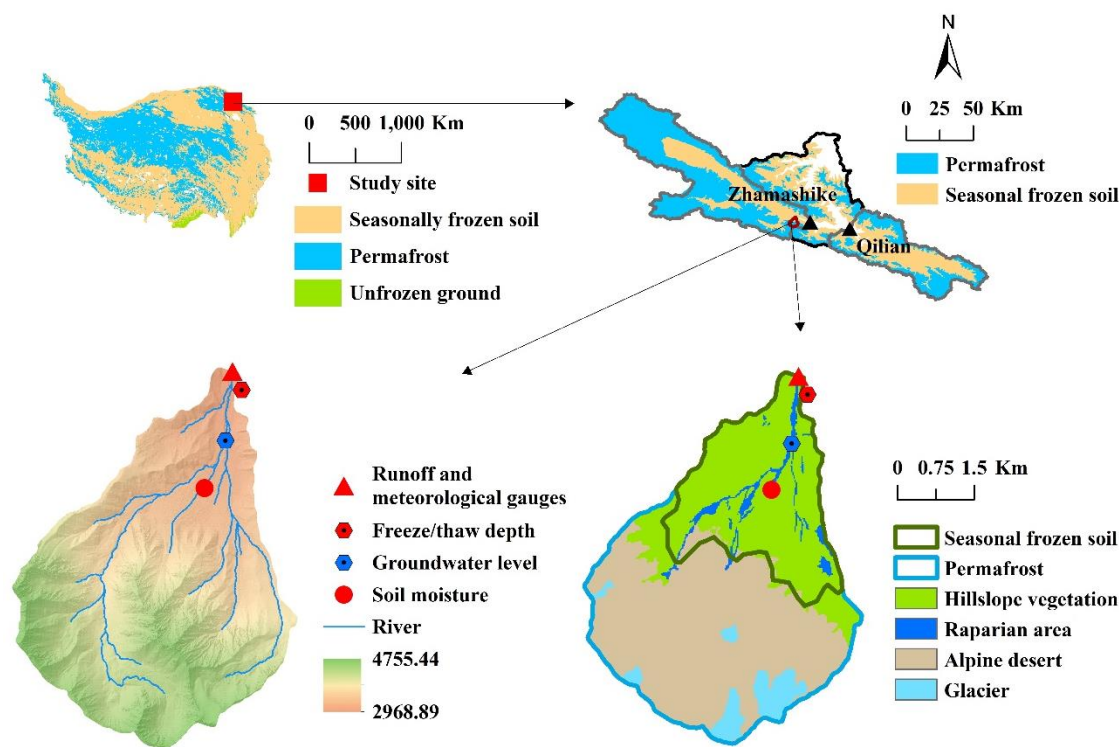 N
0 500 1,000 Km
Study site
Seasonally frozen soil
Permafrost
Unfrozen ground
0 25 50
Km
Permafrost
Seasonal frozen soil
Zhamashike
Qilian
Runoff and
meteorological gauges
Freeze/thaw depth
Groundwater level
Soil moisture
River
4755.44
2968.89
0 0.75 1.5 Km
Seasonal frozen soil
Permafrost
Hillslope vegetation
Raparian area
Alpine desert
Glacier